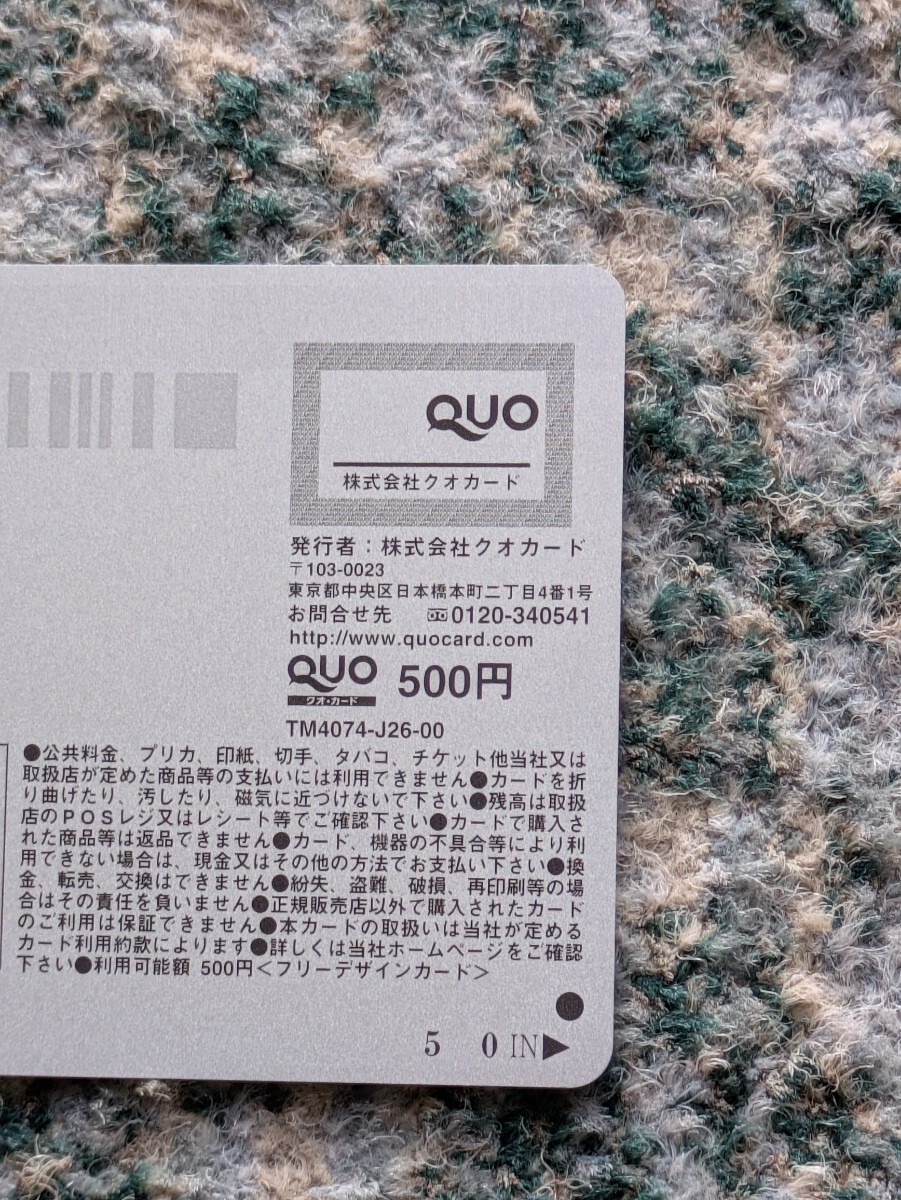 QUO
株式会社クオカード
発行者：株式会社クオカード
〒103-0023
東京都中央区日本橋本町二丁目4番1号
お問合せ先　0120-340541
http://www.quocard.com
QUO 500円
クオ・カード
TM4074-J26-00
●公共料金、プリカ、印紙、切手、タバコ、チケット他当社又は
取扱店が定めた商品等の支払いには利用できません●カードを折
り曲げたり、汚したり、磁気に近づけないで下さい●残高は取扱
店のPOSレジ又はレシート等でご確認下さい●カードで購入さ
れた商品等は返品できません●カード、機器の不具合等により利
用できない場合は、現金又はその他の方法でお支払い下さい●換
金、転売、交換はできません●紛失、盗難、破損、再印刷等の場
合はその責任を負いません●正規販売店以外で購入されたカード
のご利用は保証できません●本カードの取扱いは当社が定める
カード利用約款によります●詳しくは当社ホームページをご確認
下さい●利用可能額 500円＜フリーデザインカード＞
●
5 0 IN▶